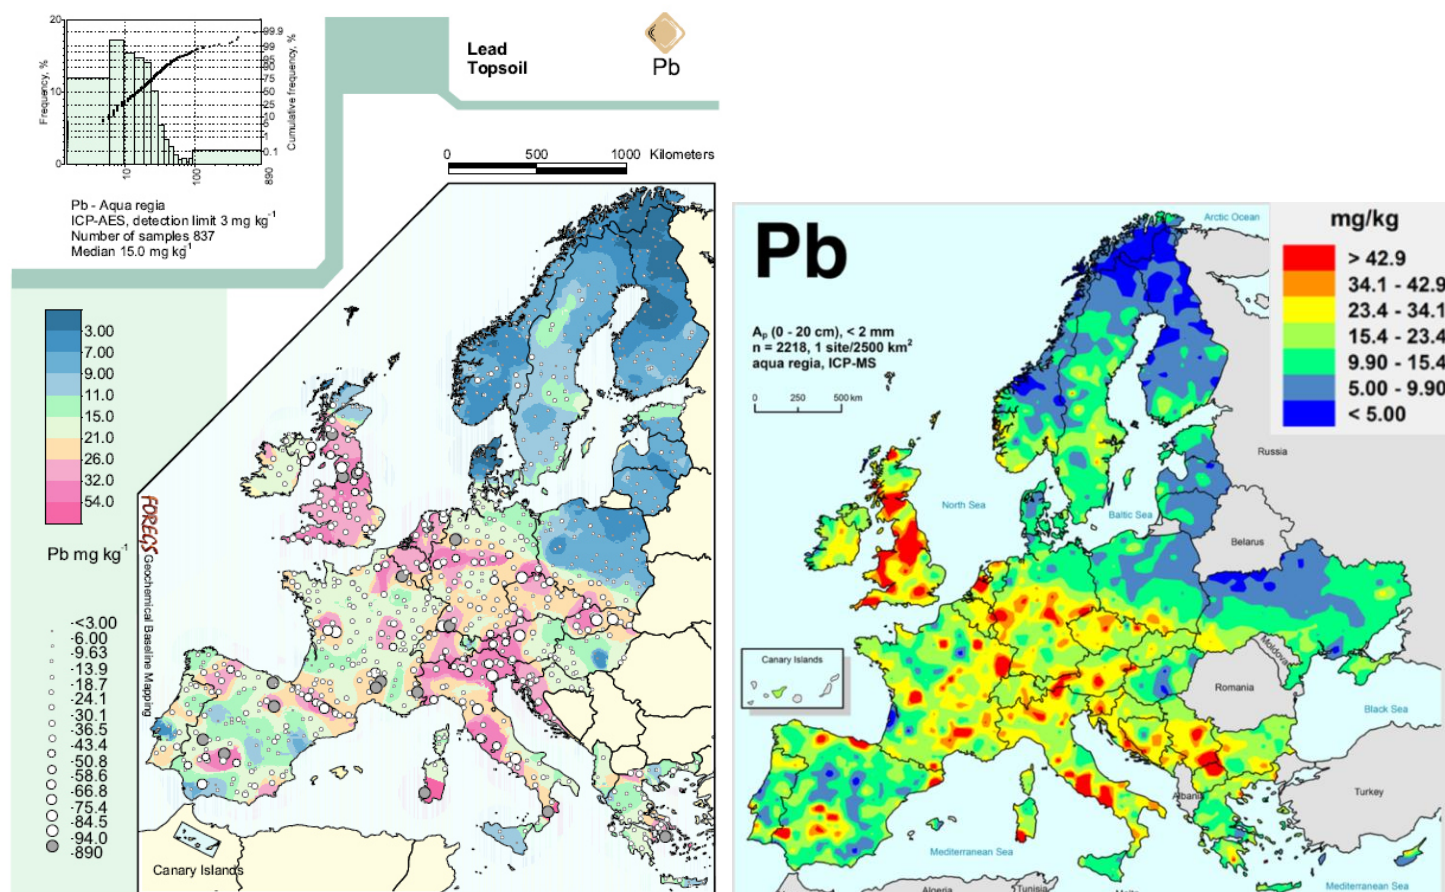 20
10
0
Frequency, %
99.9
99
95
90
75
50
25
10
5
1
0.1
Cumulative frequency, %
10
100
890
Pb - Aqua regia
ICP-AES, detection limit 3 mg kg-1
Number of samples 837
Median 15.0 mg kg-1
Lead
Topsoil
Pb
0 500 1000 Kilometers
3.00
7.00
9.00
11.0
15.0
21.0
26.0
32.0
54.0
Pb mg kg-1
-<3.00
-6.00
-9.63
-13.9
-18.7
-24.1
-30.1
-36.5
-43.4
-50.8
-58.6
-66.8
-75.4
-84.5
-94.0
-890
FOREGS Geochemical Baseline Mapping
Canary Islands
Pb
Ap (0 - 20 cm), < 2 mm
n = 2218, 1 site/2500 km2
aqua regia, ICP-MS
0 250 500 km
mg/kg
> 42.9
34.1 - 42.9
23.4 - 34.1
15.4 - 23.4
9.90 - 15.4
5.00 - 9.90
< 5.00
Arctic Ocean
Russia
North Sea
Baltic Sea
Belarus
Canary Islands
Moldova
Romania
Black Sea
Albania
Turkey
Mediterranean Sea
Mediterranean Sea
Algeria
Tunisia